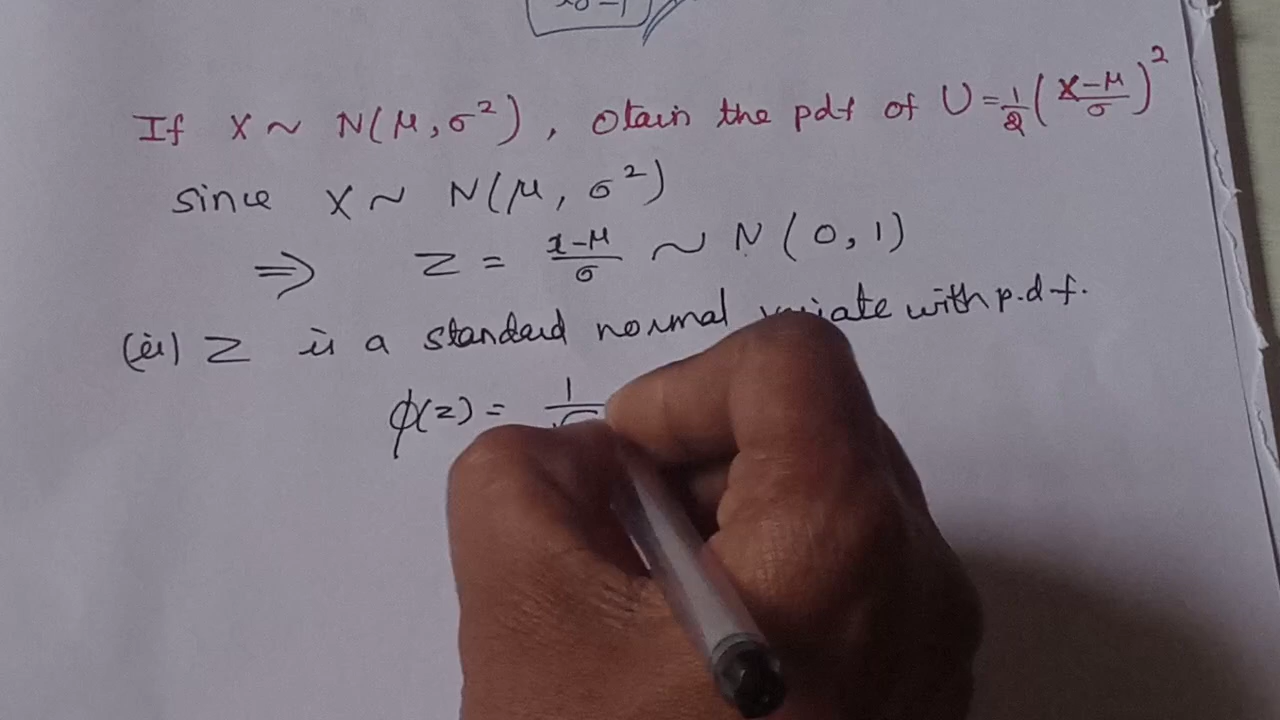 If X ~ N(μ, σ²), otain the pdf of U = 1/2 (X-μ/σ)²
since X ~ N(μ, σ²)
⇒ Z = x-μ/σ ~ N(0, 1)
(ie) Z is a standard normal variate with p.d.f.
φ(z) = 1/√